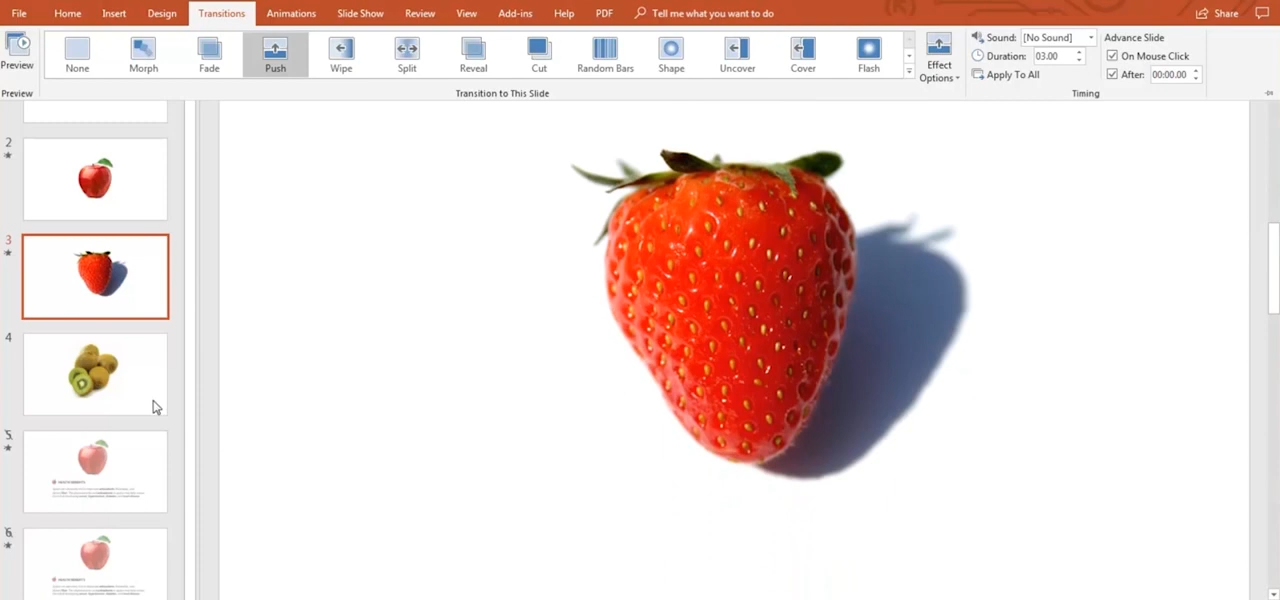 File Home Insert Design Transitions Animations Slide Show Review View Add-ins Help PDF Tell me what you want to do Share
Preview None Morph Fade Push Wipe Split Reveal Cut Random Bars Shape Uncover Cover Flash Effect Options
Sound: [No Sound] Advance Slide
Duration: 03.00 On Mouse Click
Apply To All After: 00:00.00
Preview Transition to This Slide Timing
2
3
4
5
6